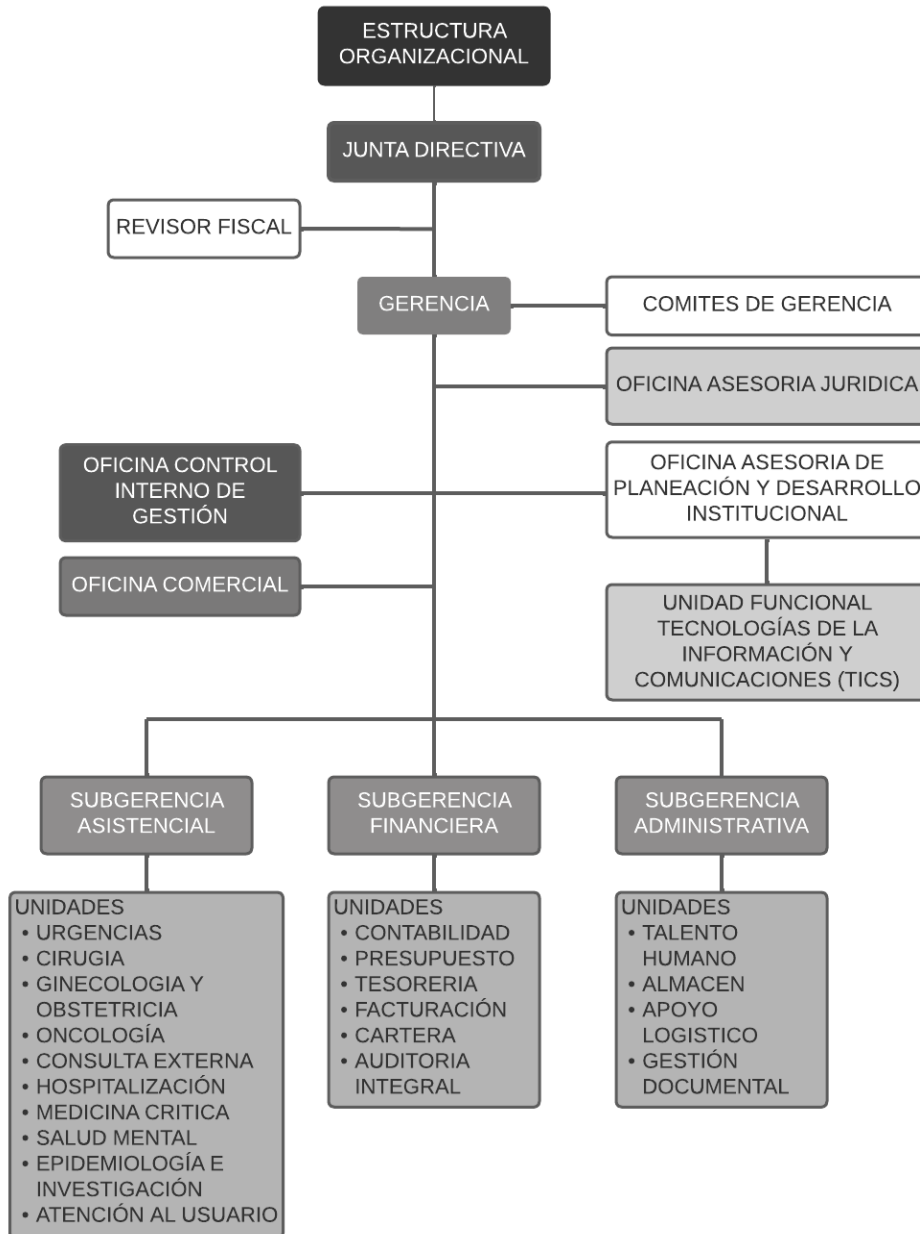 ESTRUCTURA
ORGANIZACIONAL
JUNTA DIRECTIVA
REVISOR FISCAL
GERENCIA
COMITES DE GERENCIA
OFICINA ASESORIA JURIDICA
OFICINA CONTROL
INTERNO DE
GESTIÓN
OFICINA ASESORIA DE
PLANEACIÓN Y DESARROLLO
INSTITUCIONAL
OFICINA COMERCIAL
UNIDAD FUNCIONAL
TECNOLOGÍAS DE LA
INFORMACIÓN Y
COMUNICACIONES (TICS)
SUBGERENCIA
ASISTENCIAL
SUBGERENCIA
FINANCIERA
SUBGERENCIA
ADMINISTRATIVA
UNIDADES
• URGENCIAS
• CIRUGIA
• GINECOLOGIA Y
OBSTETRICIA
• ONCOLOGÍA
• CONSULTA EXTERNA
• HOSPITALIZACIÓN
• MEDICINA CRITICA
• SALUD MENTAL
• EPIDEMIOLOGÍA E
INVESTIGACIÓN
• ATENCIÓN AL USUARIO
UNIDADES
• CONTABILIDAD
• PRESUPUESTO
• TESORERIA
• FACTURACIÓN
• CARTERA
• AUDITORIA
INTEGRAL
UNIDADES
• TALENTO
HUMANO
• ALMACEN
• APOYO
LOGISTICO
• GESTIÓN
DOCUMENTAL